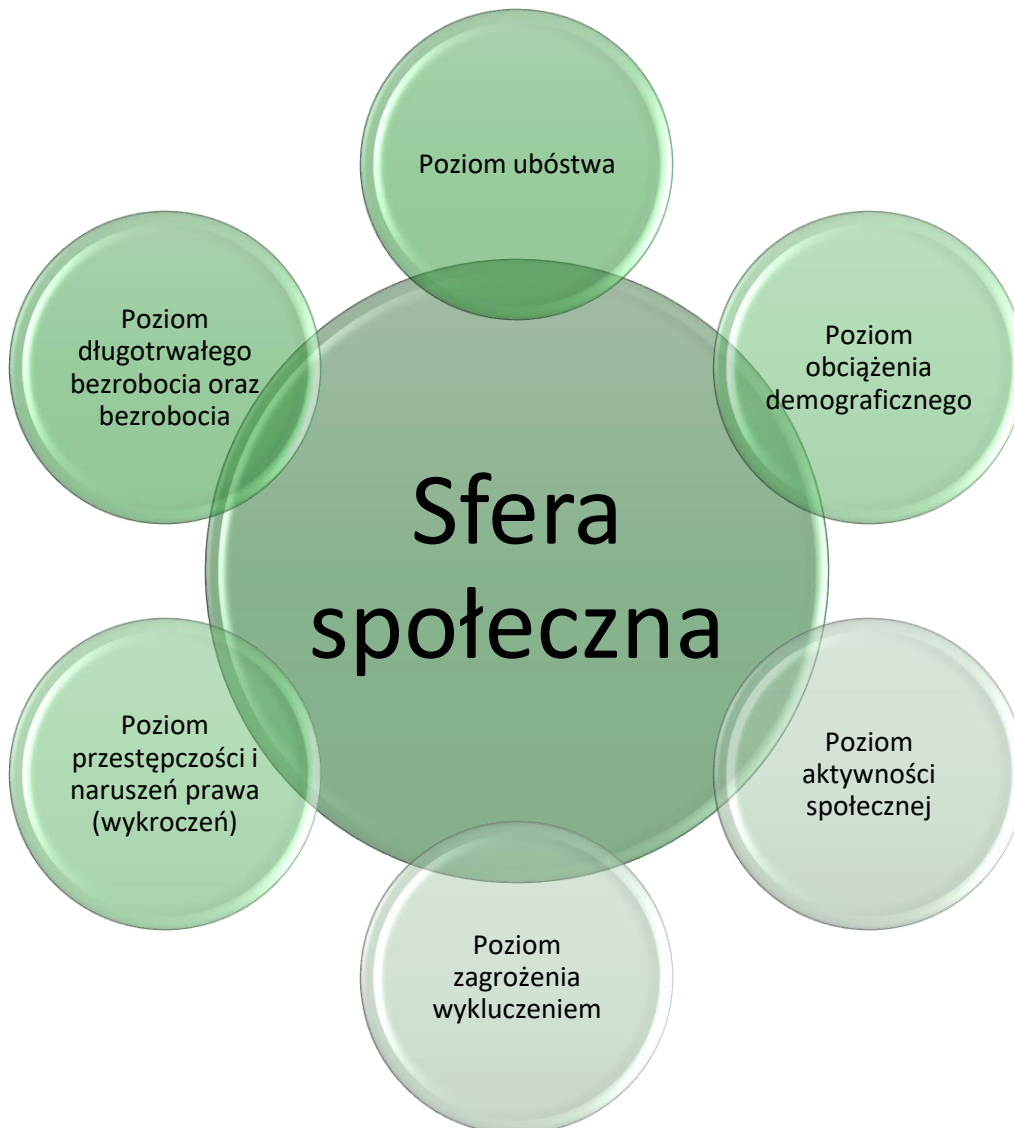 Poziom ubóstwa
Poziom
obciążenia
demograficznego
Poziom
aktywności
społecznej
Poziom
zagrożenia
wykluczeniem
Poziom
przestępczości i
naruszeń prawa
(wykroczeń)
Poziom
długotrwałego
bezrobocia oraz
bezrobocia
Sfera
społeczna